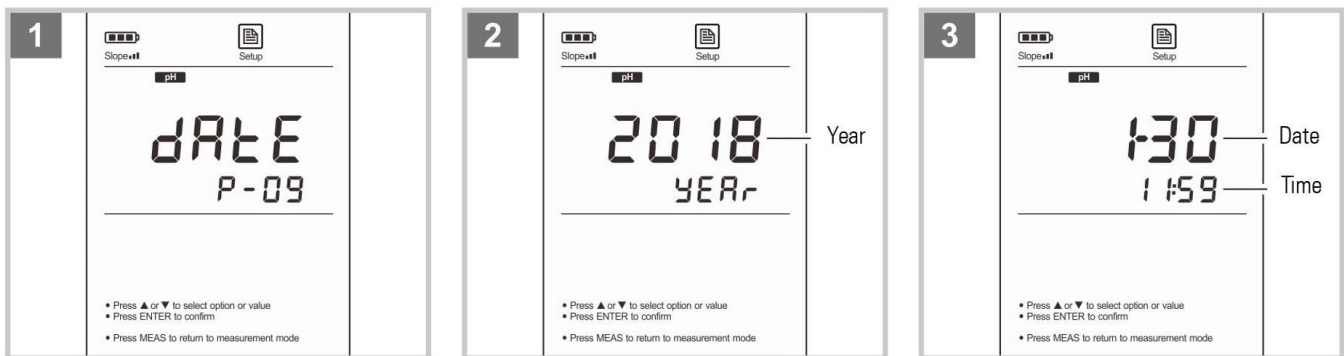 1
Slope
Setup
pH
dAtE
P-09
• Press ▲ or ▼ to select option or value
• Press ENTER to confirm
• Press MEAS to return to measurement mode
2
Slope
Setup
pH
2018
Year
YEAr
• Press ▲ or ▼ to select option or value
• Press ENTER to confirm
• Press MEAS to return to measurement mode
3
Slope
Setup
pH
1-30
Date
11:59
Time
• Press ▲ or ▼ to select option or value
• Press ENTER to confirm
• Press MEAS to return to measurement mode